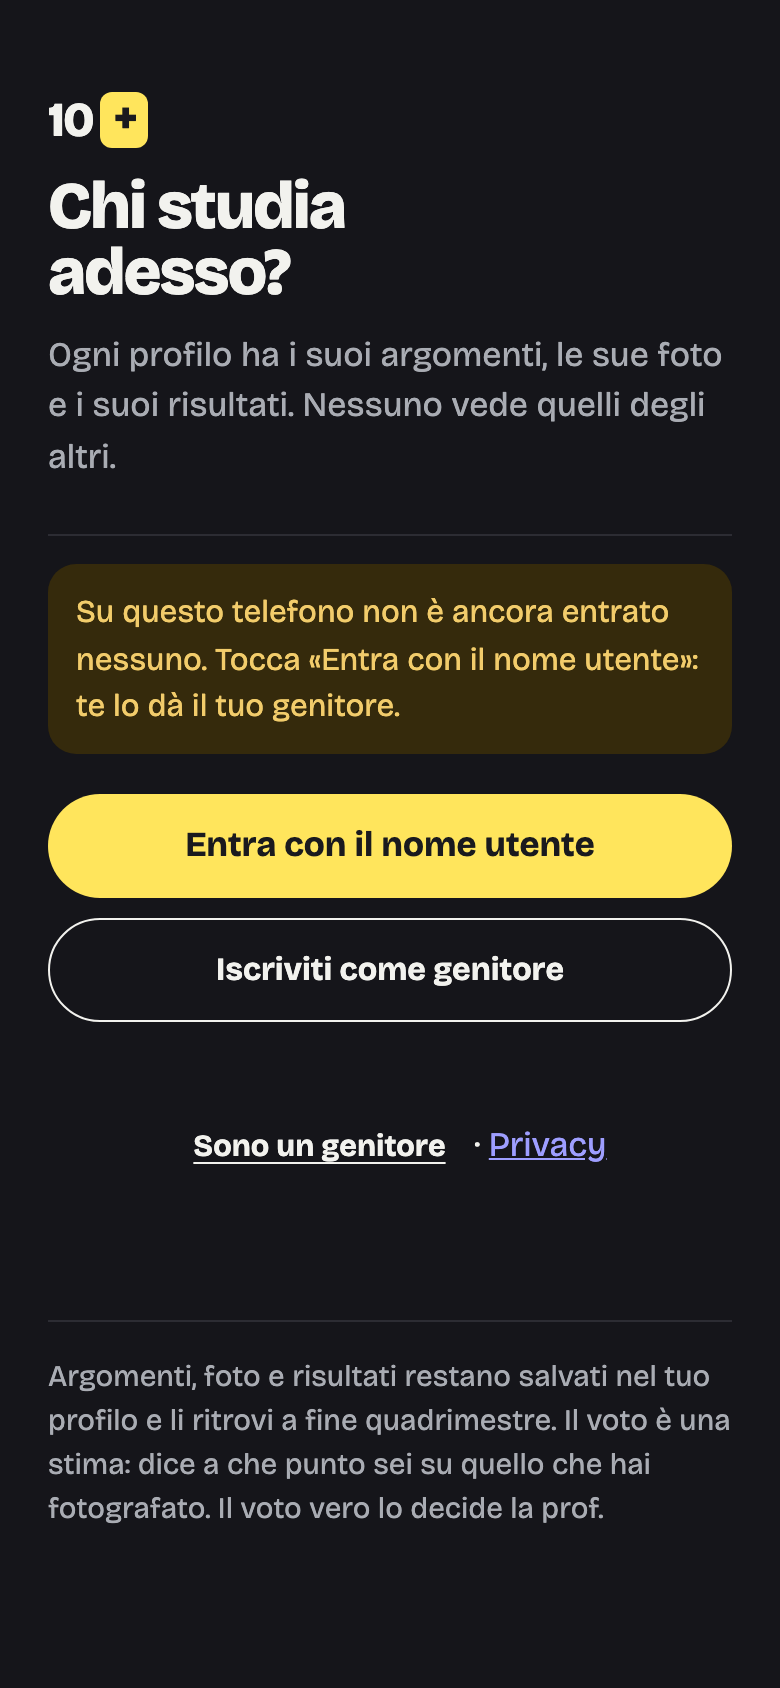 10 +
Chi studia
adesso?
Ogni profilo ha i suoi argomenti, le sue foto
e i suoi risultati. Nessuno vede quelli degli
altri.
Su questo telefono non è ancora entrato
nessuno. Tocca «Entra con il nome utente»:
te lo dà il tuo genitore.
Entra con il nome utente
Iscriviti come genitore
Sono un genitore · Privacy
Argomenti, foto e risultati restano salvati nel tuo
profilo e li ritrovi a fine quadrimestre. Il voto è una
stima: dice a che punto sei su quello che hai
fotografato. Il voto vero lo decide la prof.